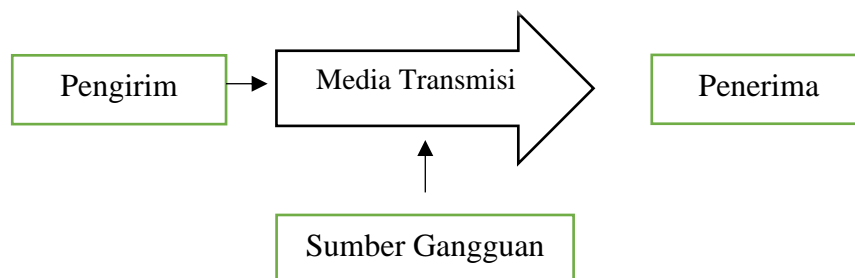 Pengirim
Media Transmisi
Penerima
Sumber Gangguan